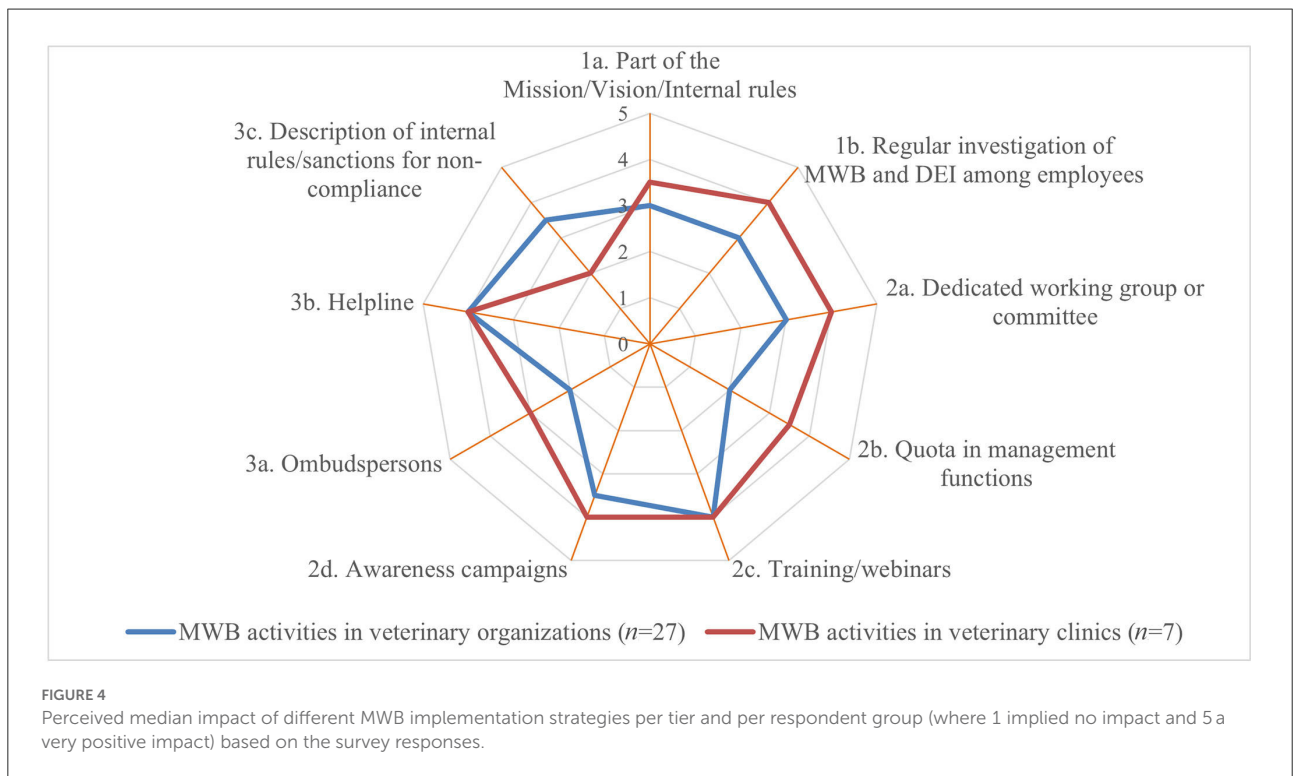 1a. Part of the
Mission/Vision/Internal rules
5
4
3
2
1
0
1b. Regular investigation of
MWB and DEI among employees
2a. Dedicated working group or
committee
2b. Quota in management
functions
2c. Training/webinars
2d. Awareness campaigns
3a. Ombudspersons
3b. Helpline
3c. Description of internal
rules/sanctions for non-
compliance
MWB activities in veterinary organizations (n=27)
MWB activities in veterinary clinics (n=7)
FIGURE 4
Perceived median impact of different MWB implementation strategies per tier and per respondent group (where 1 implied no impact and 5 a
very positive impact) based on the survey responses.